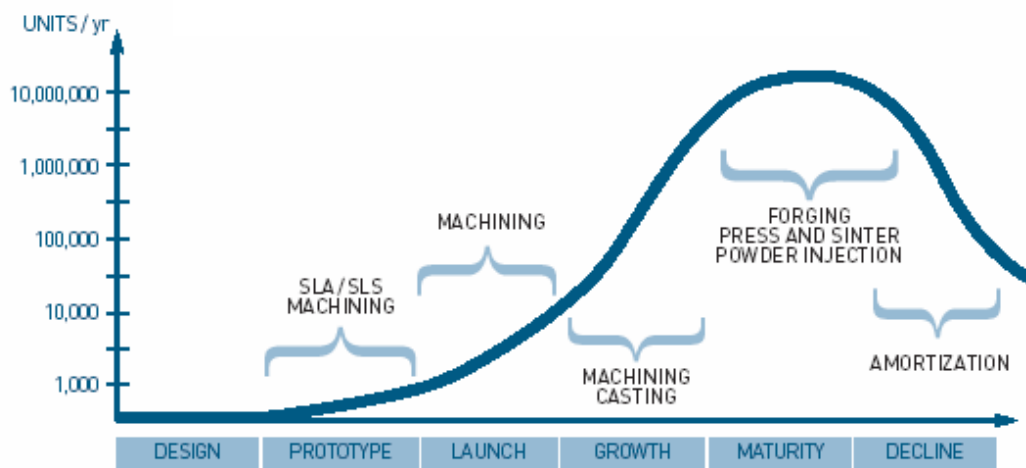 UNITS / yr
10,000,000
1,000,000
100,000
10,000
1,000
SLA / SLS
MACHINING
MACHINING
MACHINING
CASTING
FORGING
PRESS AND SINTER
POWDER INJECTION
AMORTIZATION
DESIGN
PROTOTYPE
LAUNCH
GROWTH
MATURITY
DECLINE